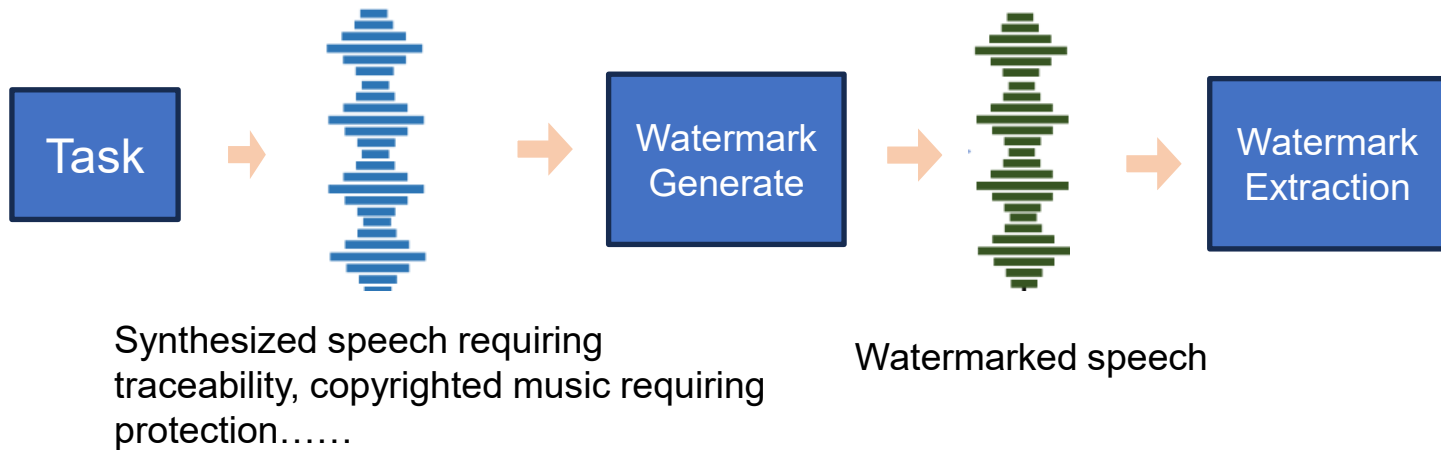 Task
Watermark
Generate
Watermark
Extraction
Synthesized speech requiring
traceability, copyrighted music requiring
protection……
Watermarked speech